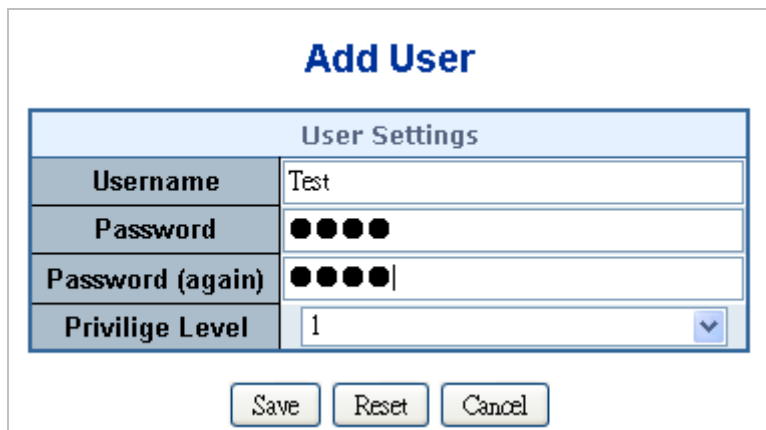 Add User
User Settings
Username Test
Password ●●●●
Password (again) ●●●●
Privilige Level 1
Save Reset Cancel